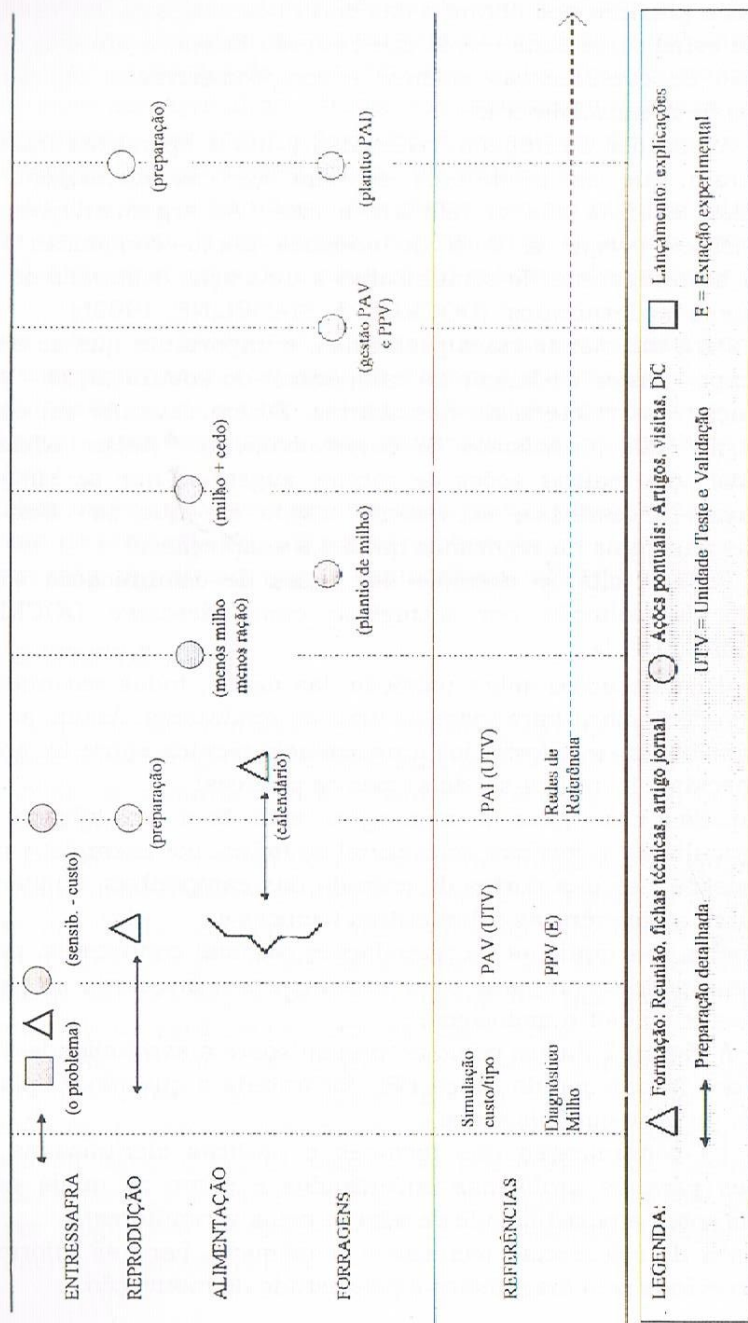 ENTRESSAFRA
(o problema)
(sensib. - custo)
REPRODUÇÃO
(preparação)
(preparação)
ALIMENTAÇÃO
(calendário)
(menos milho
menos ração)
(milho + cedo)
FORRAGENS
(plantio de milho)
(gestão PAV
e PPV)
(plantio PAI)
REFERÊNCIAS
Simulação
custo/tipo
PAV (UTV)
PAI (UTV)
Diagnóstico
Milho
PPV (E)
Redes de
Referência
LEGENDA:
Formação: Reunião, fichas técnicas, artigo jornal
Ações pontuais: Artigos, visitas, DC
Lançamento: explicações
Preparação detalhada
UTV = Unidade Teste e Validação
E = Extação experimental